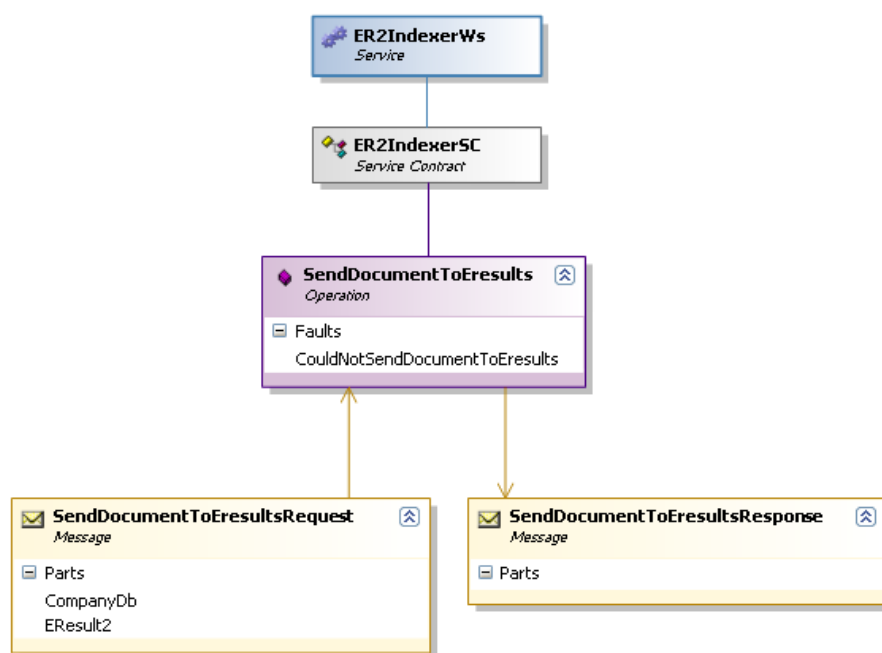 ER2IndexerWs
Service
ER2IndexerSC
Service Contract
SendDocumentToEresults
Operation
Faults
CouldNotSendDocumentToEresults
SendDocumentToEresultsRequest
Message
Parts
CompanyDb
EResult2
SendDocumentToEresultsResponse
Message
Parts